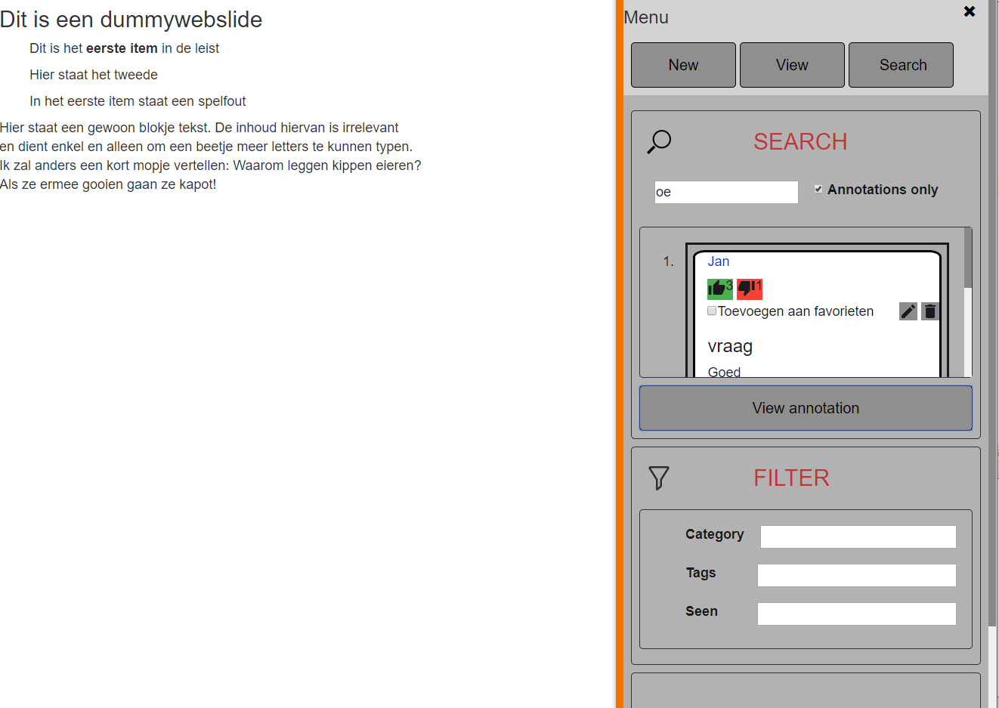 Dit is een dummywebslide
Dit is het eerste item in de leist
Hier staat het tweede
In het eerste item staat een spelfout
Hier staat een gewoon blokje tekst. De inhoud hiervan is irrelevant
en dient enkel en alleen om een beetje meer letters te kunnen typen.
Ik zal anders een kort mopje vertellen: Waarom leggen kippen eieren?
Als ze ermee gooien gaan ze kapot!
Menu
New View Search
SEARCH
oe Annotations only
1. Jan
3 1
Toevoegen aan favorieten
vraag
Goed
View annotation
FILTER
Category
Tags
Seen